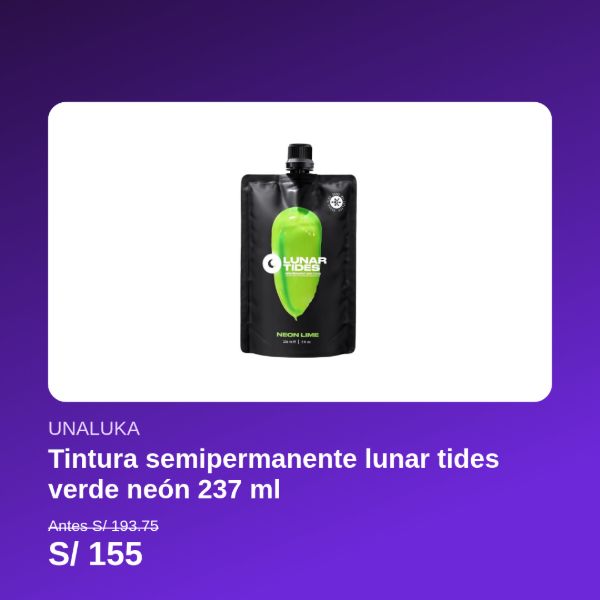 LUNAR
TIDES
NEON LIME
UNALUKA
Tintura semipermanente lunar tides
verde neón 237 ml
Antes S/ 193.75
S/ 155